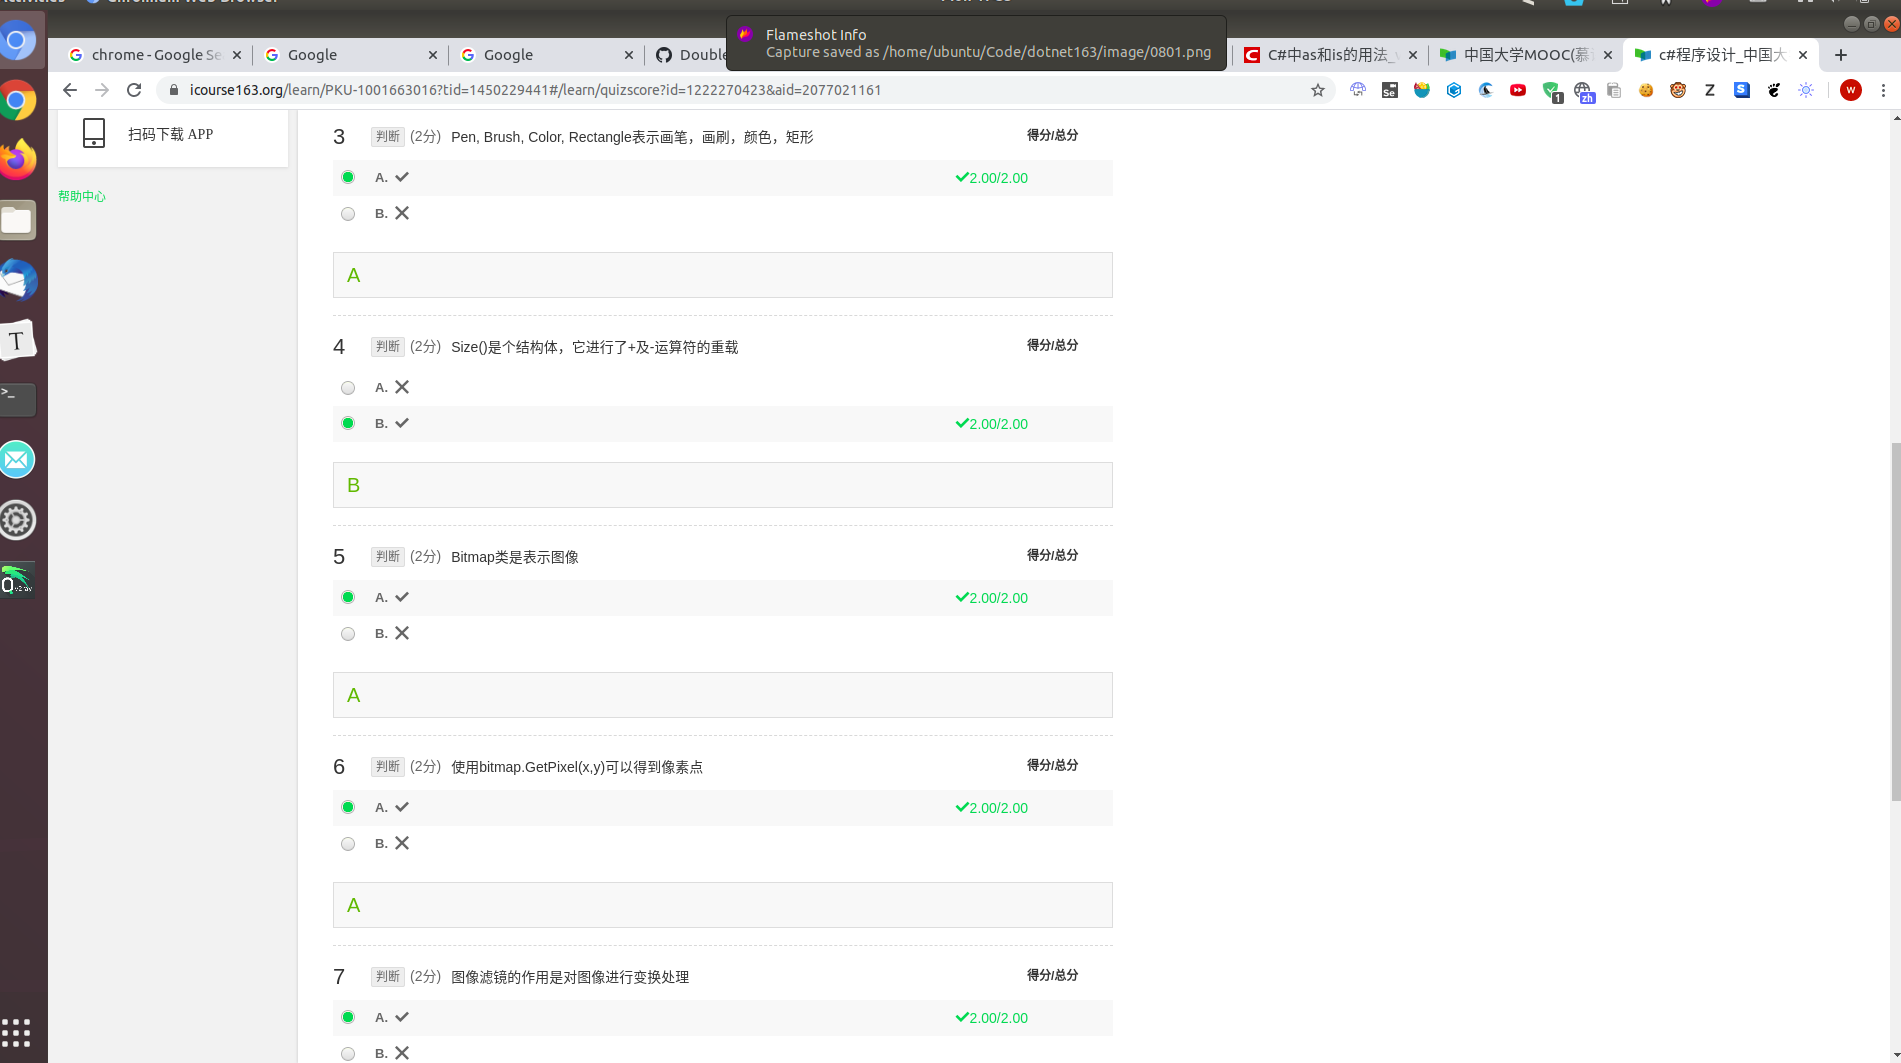 Flameshot Info
Capture saved as /home/ubuntu/Code/dotnet163/image/0801.png
chrome - Google Se
Google
Google
Double
C#中as和is的用法_
中国大学MOOC(慕
c#程序设计_中国大
icourse163.org/learn/PKU-1001663016?tid=1450229441#/learn/quizscore?id=1222270423&aid=2077021161
Se
1
zh
Z
S
W
扫码下载 APP
帮助中心
3 判断 (2分) Pen, Brush, Color, Rectangle表示画笔，画刷，颜色，矩形 得分/总分
A. 2.00/2.00
B.
A
4 判断 (2分) Size()是个结构体，它进行了+及-运算符的重载 得分/总分
A.
B. 2.00/2.00
B
5 判断 (2分) Bitmap类是表示图像 得分/总分
A. 2.00/2.00
B.
A
6 判断 (2分) 使用bitmap.GetPixel(x,y)可以得到像素点 得分/总分
A. 2.00/2.00
B.
A
7 判断 (2分) 图像滤镜的作用是对图像进行变换处理 得分/总分
A. 2.00/2.00
B.
T
>_